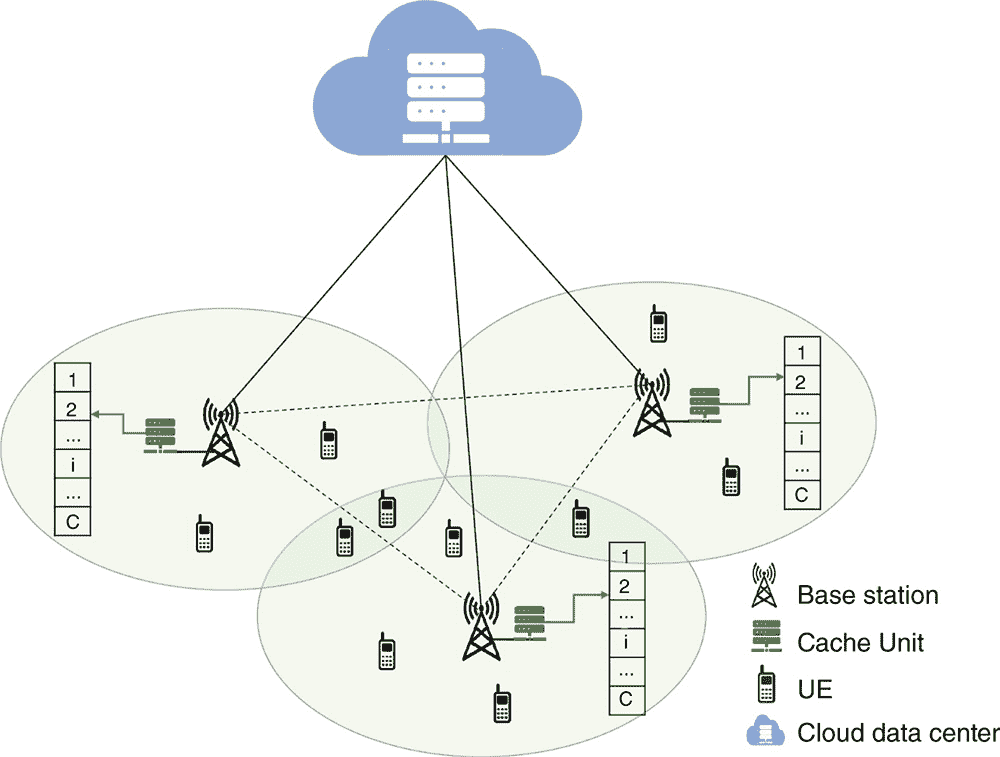 1
2
...
i
...
C
1
2
...
i
...
C
1
2
...
i
...
C
Base station
Cache Unit
UE
Cloud data center